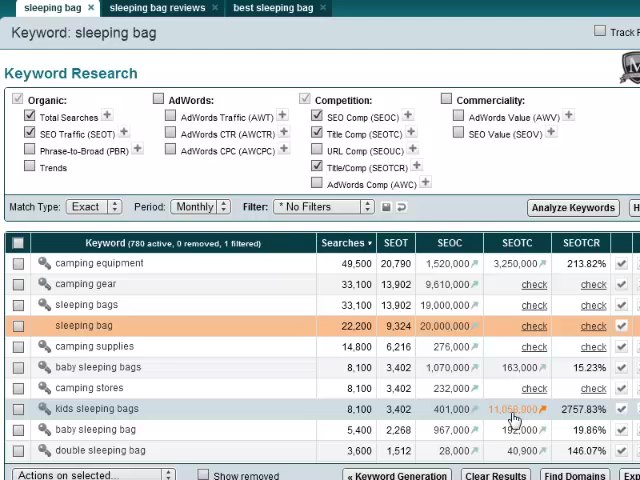 sleeping bag × sleeping bag reviews × best sleeping bag ×
Keyword: sleeping bag Track
Keyword Research
Organic: AdWords: Competition: Commerciality:
Total Searches + AdWords Traffic (AWT) + SEO Comp (SEOC) + AdWords Value (AWV) +
SEO Traffic (SEOT) + AdWords CTR (AWCTR) + Title Comp (SEOTC) + SEO Value (SEOV) +
Phrase-to-Broad (PBR) + AdWords CPC (AWCPC) + URL Comp (SEOUC) +
Trends Title/Comp (SEOTCR) +
AdWords Comp (AWC) +
Match Type: Exact Period: Monthly Filter: * No Filters Analyze Keywords
Keyword (780 active, 0 removed, 1 filtered) Searches SEOT SEOC SEOTC SEOTCR
camping equipment 49,500 20,790 1,520,000 3,250,000 213.82%
camping gear 33,100 13,902 9,610,000 check check
sleeping bags 33,100 13,902 19,000,000 check check
sleeping bag 22,200 9,324 20,000,000 check check
camping supplies 14,800 6,216 276,000 check check
baby sleeping bags 8,100 3,402 1,070,000 163,000 15.23%
camping stores 8,100 3,402 232,000 check check
kids sleeping bags 8,100 3,402 401,000 2757.83%
baby sleeping bag 5,400 2,268 967,000 192,000 19.86%
double sleeping bag 3,600 1,512 28,000 40,900 146.07%
Actions on selected... Show removed « Keyword Generation Clear Results Find Domains